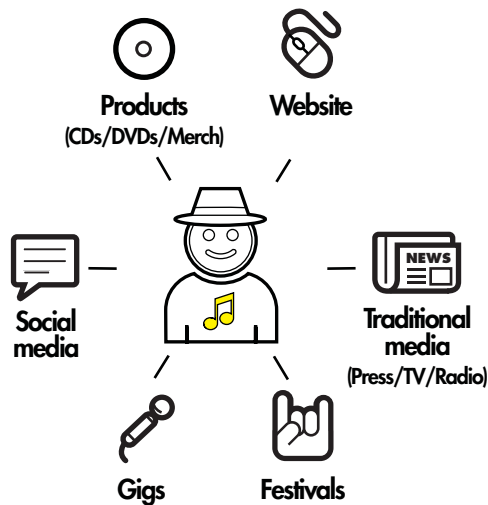 Products
(CDs/DVDs/Merch)
Website
Social
media
NEWS
Traditional
media
(Press/TV/Radio)
Gigs
Festivals